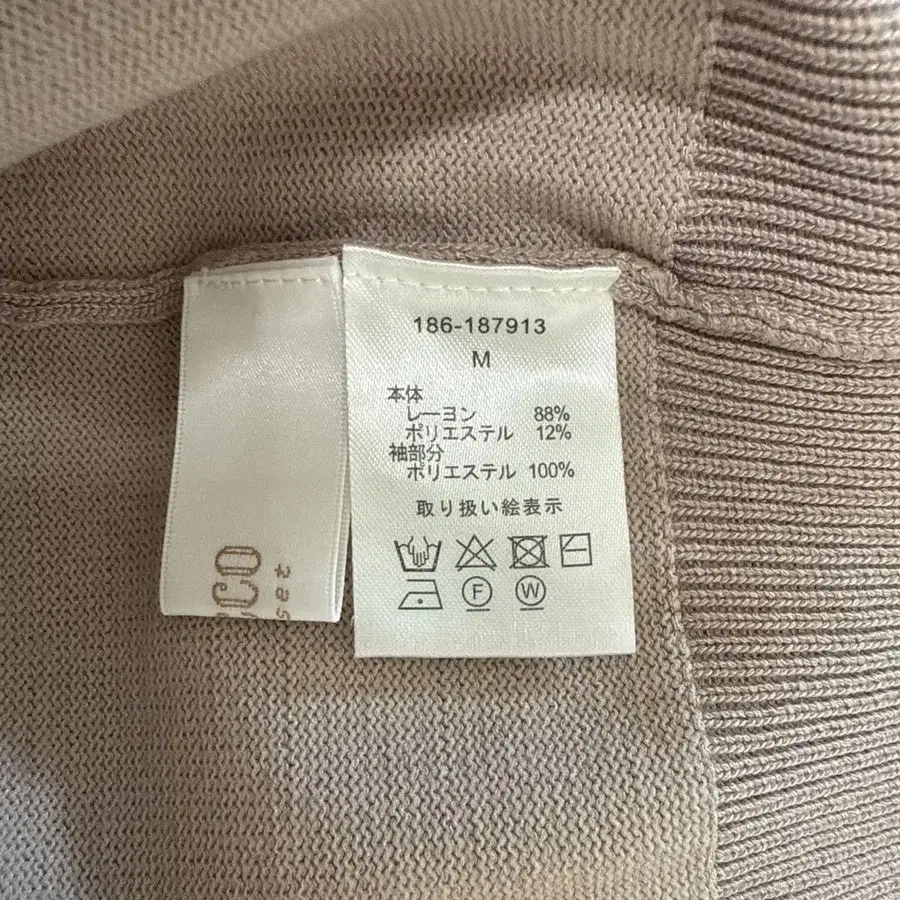 186-187913
M
本体
レーヨン 88%
ポリエステル 12%
袖部分
ポリエステル 100%
取り扱い絵表示
F W